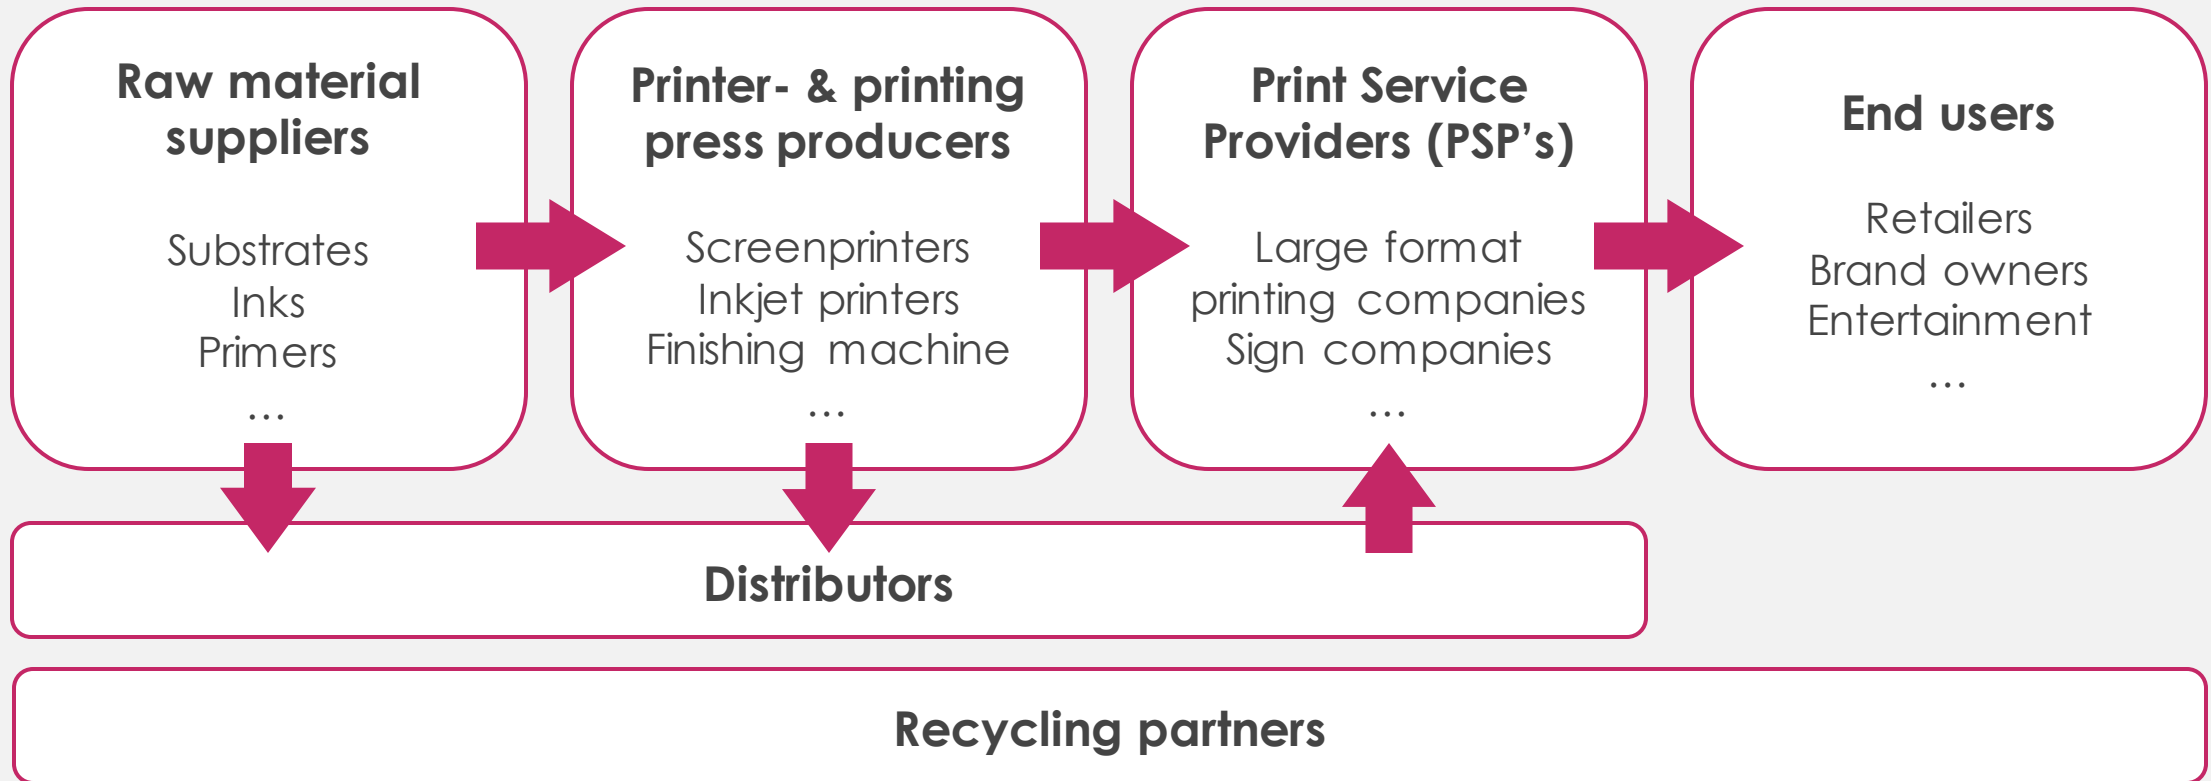 Raw material
suppliers
Substrates
Inks
Primers
...
Printer- & printing
press producers
Screenprinters
Inkjet printers
Finishing machine
...
Print Service
Providers (PSP’s)
Large format
printing companies
Sign companies
...
End users
Retailers
Brand owners
Entertainment
...
Distributors
Recycling partners